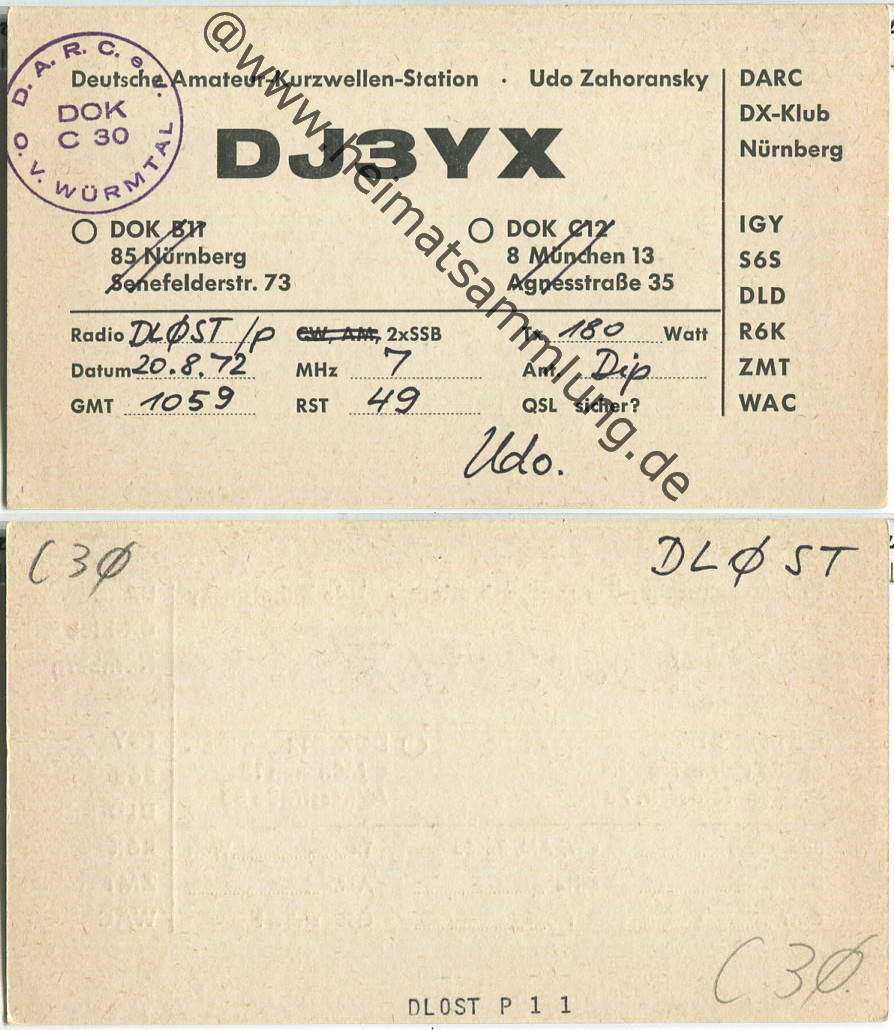 D.A.R.C. e.V.
DOK
C 30
O.V. WÜRMTAL
Deutsche Amateur-Kurzwellen-Station · Udo Zahoransky
DJ3YX
DARC
DX-Klub
Nürnberg
DOK B11
85 Nürnberg
Senefelderstr. 73
DOK C12
8 München 13
Agnesstraße 35
IGY
S6S
DLD
R6K
ZMT
WAC
Radio DLØST/p CW, AM, 2xSSB Tx 180 Watt
Datum 20.8.72 MHz 7 Ant. Dip
GMT 1059 RST 49 QSL sicher?
Udo.
@www.heimatsammlung.de
C3Ø
DLØST
C3Ø
DL0ST P 1 1